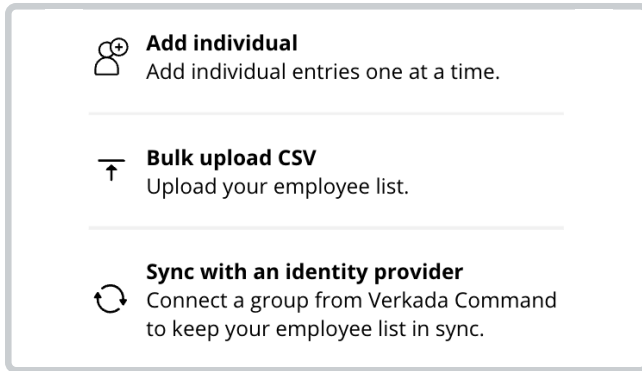 Add individual
Add individual entries one at a time.
Bulk upload CSV
Upload your employee list.
Sync with an identity provider
Connect a group from Verkada Command
to keep your employee list in sync.